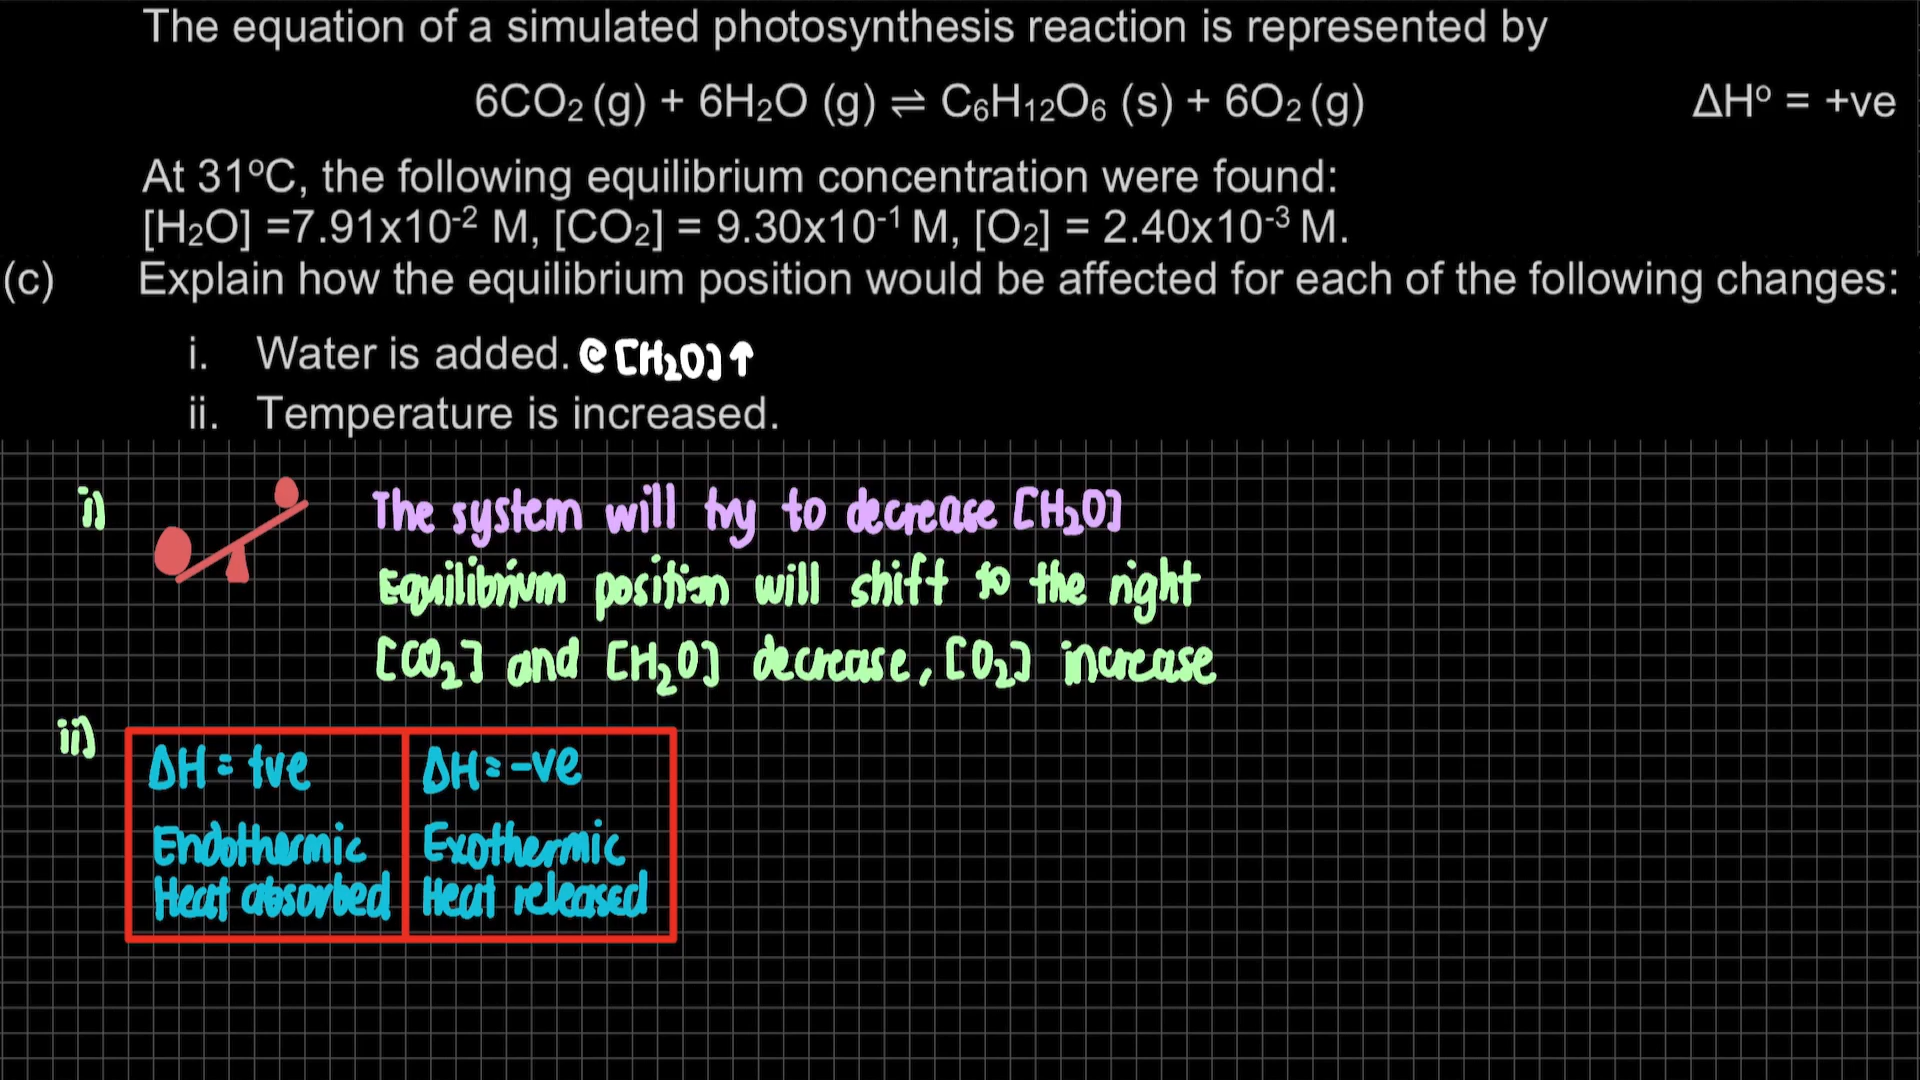 The equation of a simulated photosynthesis reaction is represented by
6CO₂ (g) + 6H₂O (g) ⇌ C₆H₁₂O₆ (s) + 6O₂ (g) ΔHº = +ve
At 31ºC, the following equilibrium concentration were found:
[H₂O] =7.91x10⁻² M, [CO₂] = 9.30x10⁻¹ M, [O₂] = 2.40x10⁻³ M.
(c) Explain how the equilibrium position would be affected for each of the following changes:
i. Water is added. @ [H₂O] ↑
ii. Temperature is increased.
i) The system will try to decrease [H₂O]
Equilibrium position will shift to the right
[CO₂] and [H₂O] decrease, [O₂] increase
ii)
ΔH = +ve ΔH = -ve
Endothermic Exothermic
Heat absorbed Heat released